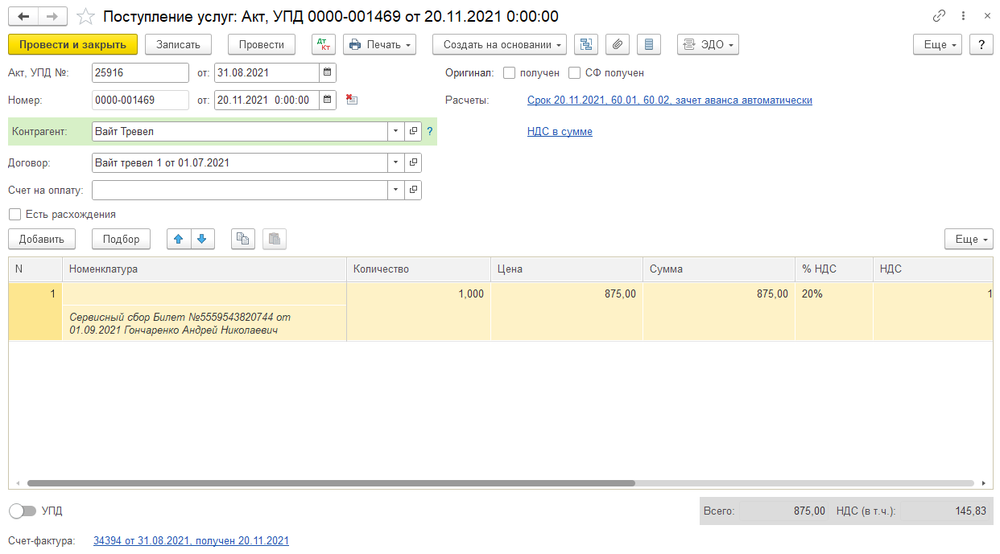 Поступление услуг: Акт, УПД 0000-001469 от 20.11.2021 0:00:00
Провести и закрыть Записать Провести Дт Кт Печать Создать на основании ЭДО Еще ?
Акт, УПД №: 25916 от: 31.08.2021 Оригинал: получен СФ получен
Номер: 0000-001469 от: 20.11.2021 0:00:00 Расчеты: Срок 20.11.2021, 60.01, 60.02, зачет аванса автоматически
Контрагент: Вайт Тревел ? НДС в сумме
Договор: Вайт тревел 1 от 01.07.2021
Счет на оплату:
Есть расхождения
Добавить Подбор Еще
N Номенклатура Количество Цена Сумма % НДС НДС
1 1,000 875,00 875,00 20% 1
Сервисный сбор Билет №5559543820744 от
01.09.2021 Гончаренко Андрей Николаевич
УПД Всего: 875,00 НДС (в т.ч.): 145,83
Счет-фактура: 34394 от 31.08.2021, получен 20.11.2021